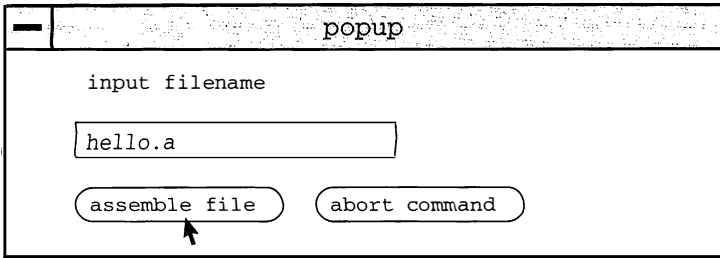 popup
input filename
hello.a
assemble file abort command